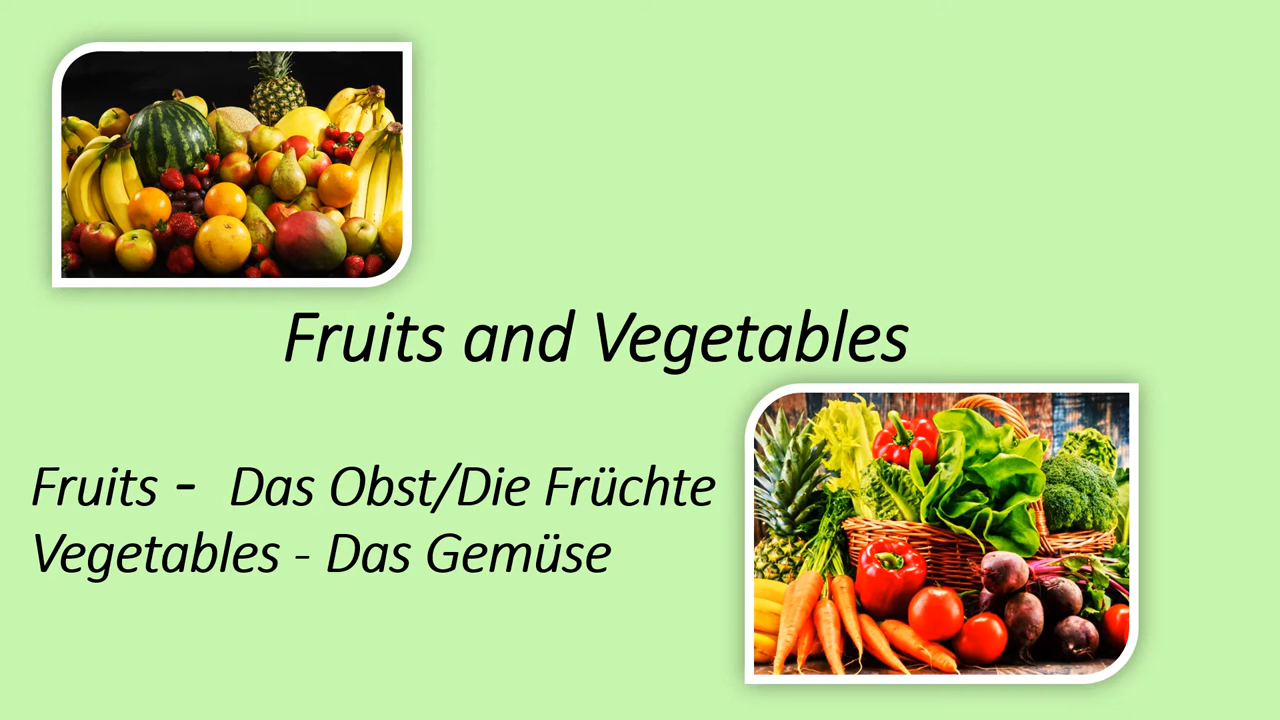 Fruits and Vegetables
Fruits - Das Obst/Die Früchte
Vegetables - Das Gemüse